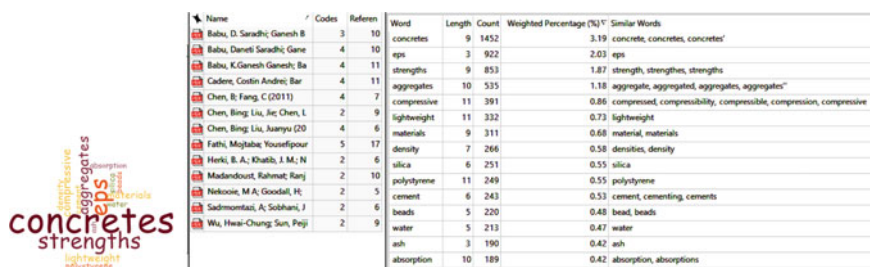 absorption
compressive
density
aggregates
eps
silica
beads
materials
water
ash
concretes
strengths
lightweight
Name Codes Referen
Babu, D. Saradhi; Ganesh B 3 10
Babu, Daneti Saradhi; Gane 4 10
Babu, K.Ganesh Ganesh; Ba 4 11
Cadere, Costin Andrei; Bar 4 11
Chen, B; Fang, C (2011) 4 7
Chen, Bing; Liu, Jie; Chen, L 2 9
Chen, Bing; Liu, Juanyu (20 4 6
Fathi, Mojtaba; Yousefipour 5 17
Herki, B. A.; Khatib, J. M.; N 2 6
Madandoust, Rahmat; Ranj 2 10
Nekooie, M A; Goodall, H; 2 5
Sadrmomtazi, A; Sobhani, J 2 6
Wu, Hwai-Chung; Sun, Peiji 2 9
Word Length Count Weighted Percentage (%) Similar Words
concretes 9 1452 3.19 concrete, concretes, concretes'
eps 3 922 2.03 eps
strengths 9 853 1.87 strength, strengthes, strengths
aggregates 10 535 1.18 aggregate, aggregated, aggregates, aggregates'"
compressive 11 391 0.86 compressed, compressibility, compressible, compression, compressive
lightweight 11 332 0.73 lightweight
materials 9 311 0.68 material, materials
density 7 266 0.58 densities, density
silica 6 251 0.55 silica
polystyrene 11 249 0.55 polystyrene
cement 6 243 0.53 cement, cementing, cements
beads 5 220 0.48 bead, beads
water 5 213 0.47 water
ash 3 190 0.42 ash
absorption 10 189 0.42 absorption, absorptions